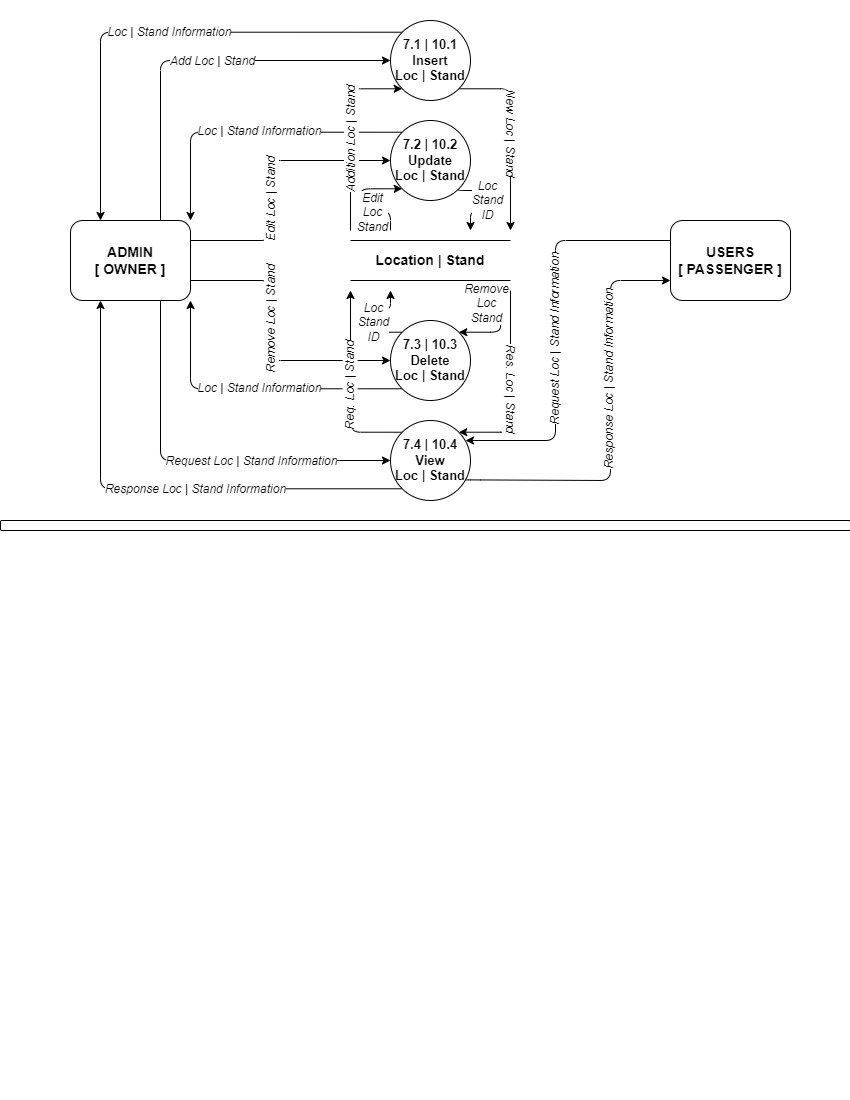 Loc | Stand Information
7.1 | 10.1
Insert
Loc | Stand
Add Loc | Stand
Addition Loc | Stand
New Loc | Stand
Loc | Stand Information
7.2 | 10.2
Update
Loc | Stand
Edit Loc | Stand
Edit
Loc
Stand
Loc
Stand
ID
ADMIN
[ OWNER ]
Location | Stand
USERS
[ PASSENGER ]
Remove Loc | Stand
Loc
Stand
ID
Remove
Loc
Stand
7.3 | 10.3
Delete
Loc | Stand
Loc | Stand Information
Req. Loc | Stand
Res. Loc | Stand
Request Loc | Stand Information
Response Loc | Stand Information
7.4 | 10.4
View
Loc | Stand
Request Loc | Stand Information
Response Loc | Stand Information